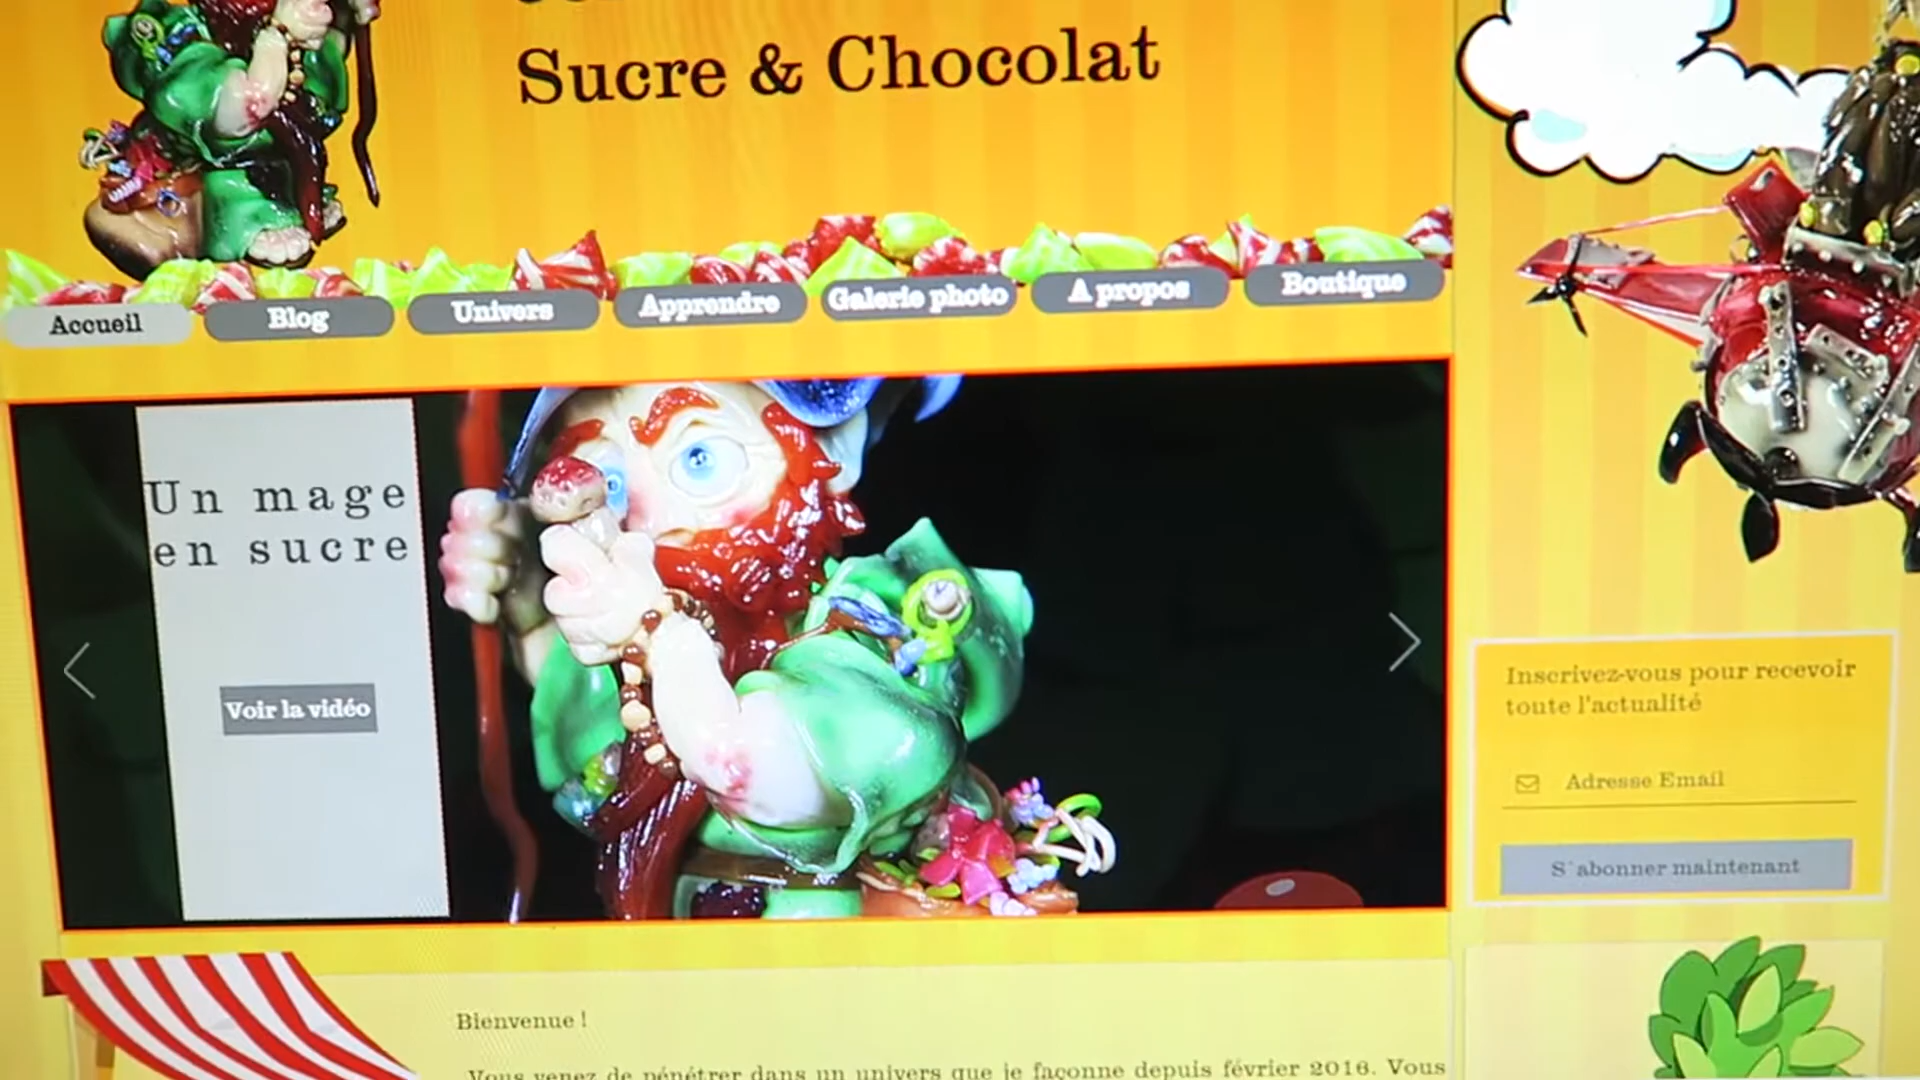 Sucre & Chocolat
Accueil
Blog
Univers
Apprendre
Galerie photo
A propos
Boutique
Un mage
en sucre
Voir la vidéo
Inscrivez-vous pour recevoir
toute l'actualité
Adresse Email
S'abonner maintenant
Bienvenue !
Vous venez de pénétrer dans un univers que je façonne depuis février 2016. Vous